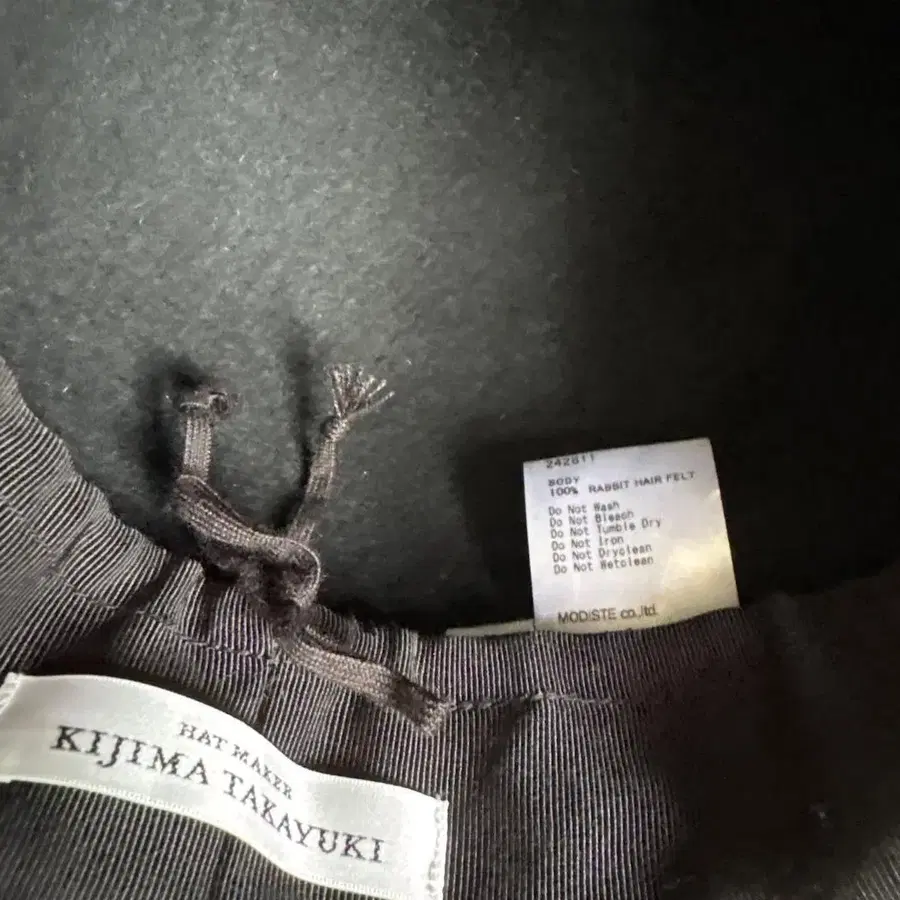 242811
BODY
100% RABBIT HAIR FELT
Do Not Wash
Do Not Bleach
Do Not Tumble Dry
Do Not Iron
Do Not Dryclean
Do Not Wetclean
MODISTE co.,ltd.
HAT MAKER
KIJIMA TAKAYUKI